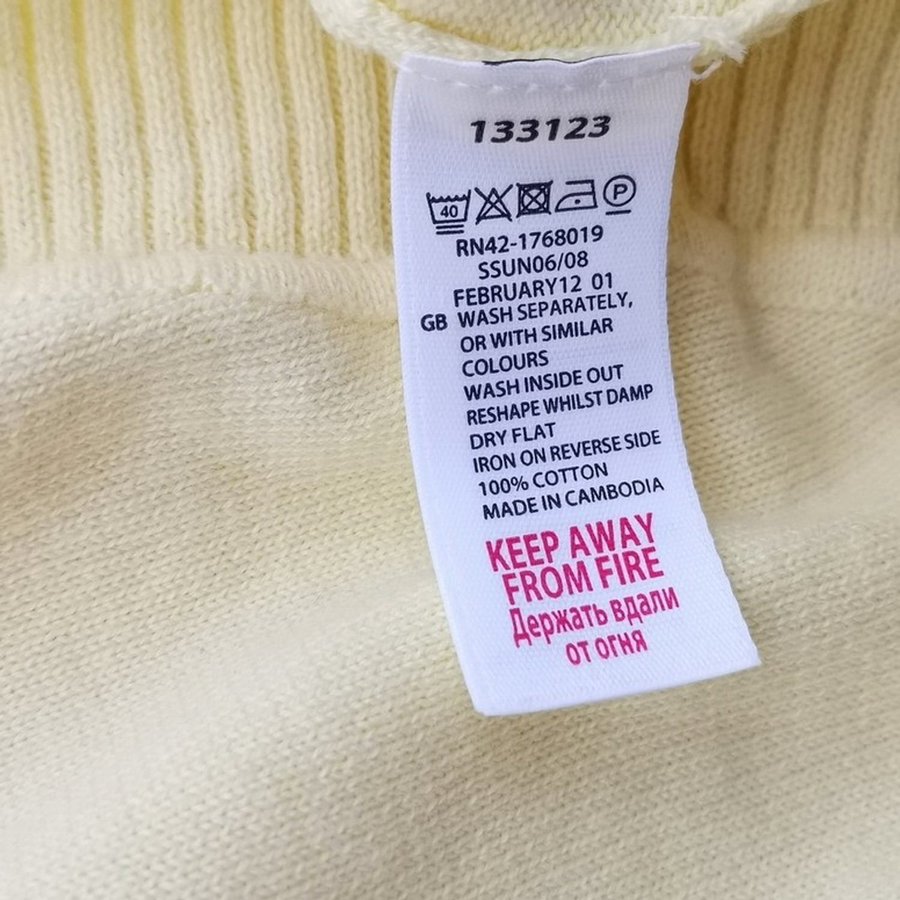 133123
40 P
RN42-1768019
SSUN06/08
FEBRUARY12 01
GB WASH SEPARATELY,
OR WITH SIMILAR
COLOURS
WASH INSIDE OUT
RESHAPE WHILST DAMP
DRY FLAT
IRON ON REVERSE SIDE
100% COTTON
MADE IN CAMBODIA
KEEP AWAY
FROM FIRE
Держать вдали
от огня